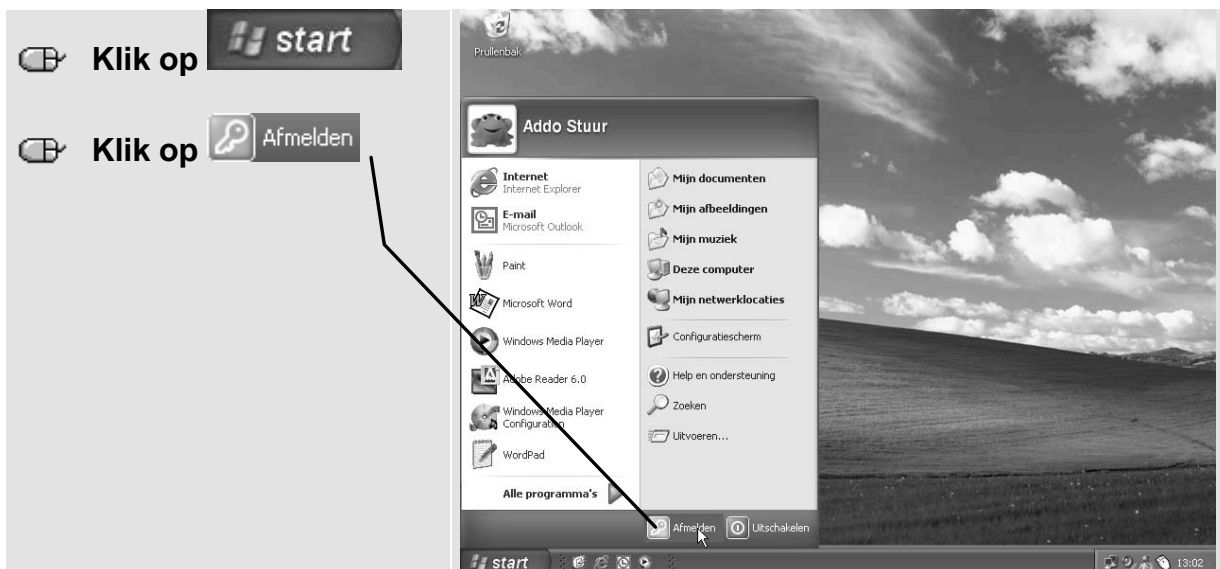 Klik op start
Klik op Afmelden
Prullenbak
Addo Stuur
Internet
Internet Explorer
E-mail
Microsoft Outlook
Paint
Microsoft Word
Windows Media Player
Adobe Reader 6.0
Windows Media Player
Configuration
WordPad
Alle programma's
Mijn documenten
Mijn afbeeldingen
Mijn muziek
Deze computer
Mijn netwerklocaties
Configuratiescherm
Help en ondersteuning
Zoeken
Uitvoeren...
Afmelden Uitschakelen
start 13:02